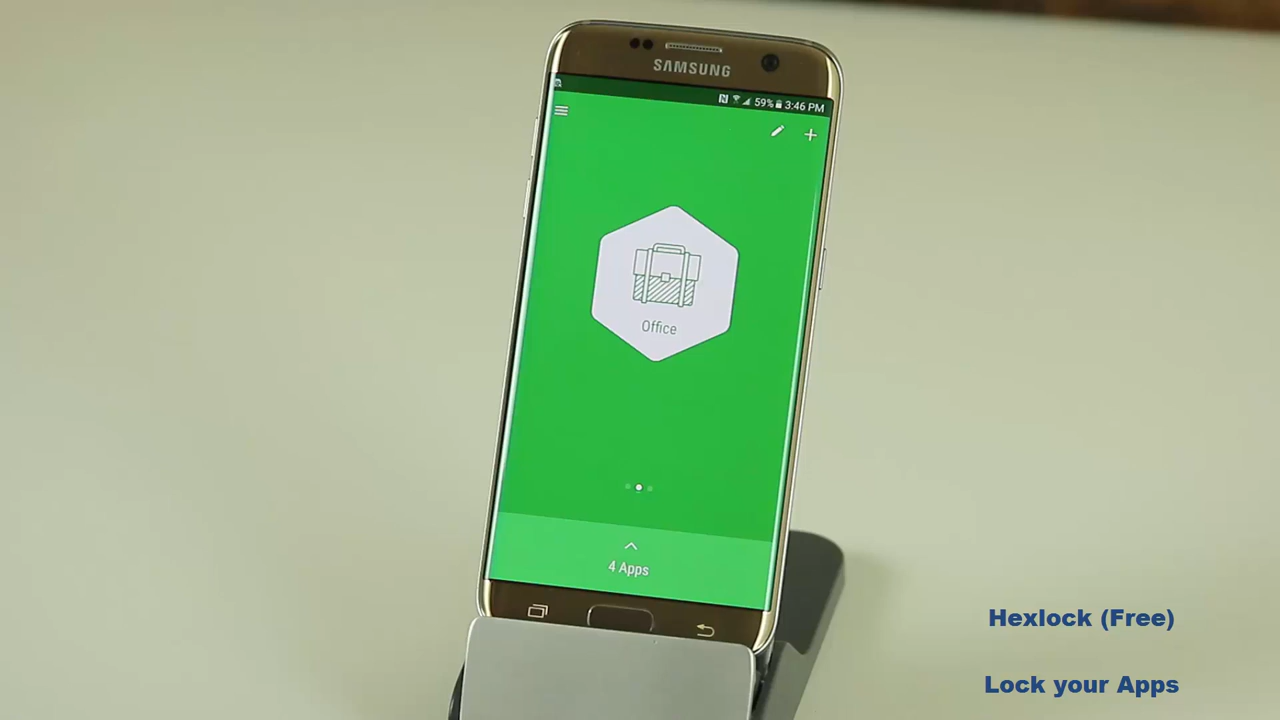 SAMSUNG
59% 3:46 PM
Office
4 Apps
Hexlock (Free)
Lock your Apps